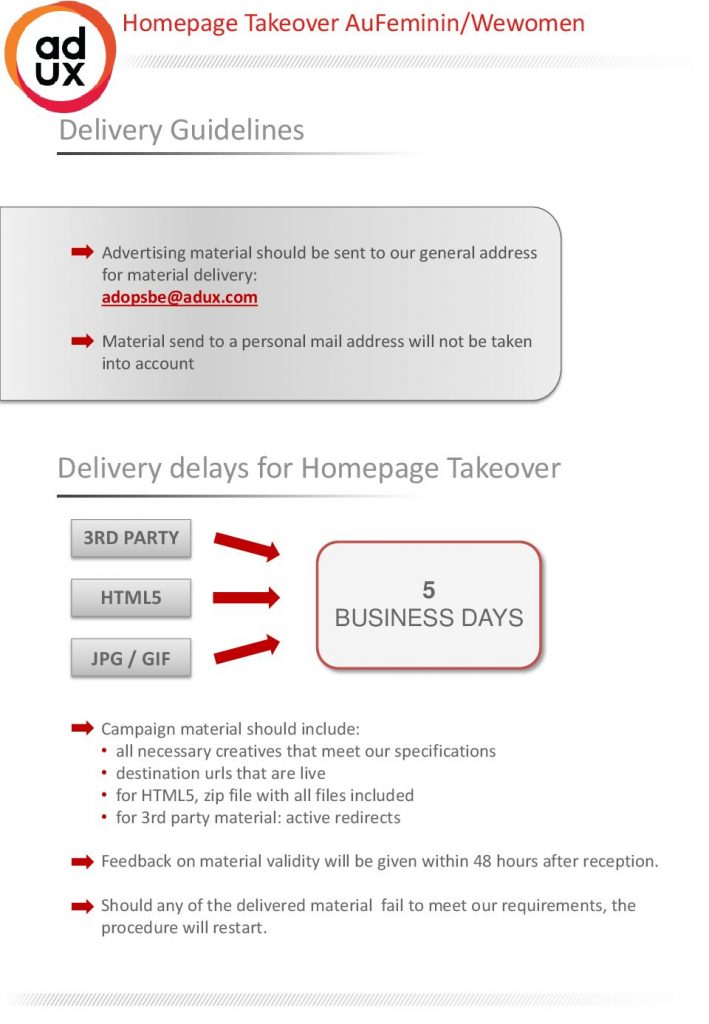 ad
ux
Homepage Takeover AuFeminin/Wewomen
Delivery Guidelines
Advertising material should be sent to our general address
for material delivery:
adopsbe@adux.com
Material send to a personal mail address will not be taken
into account
Delivery delays for Homepage Takeover
3RD PARTY
HTML5
JPG / GIF
5
BUSINESS DAYS
Campaign material should include:
• all necessary creatives that meet our specifications
• destination urls that are live
• for HTML5, zip file with all files included
• for 3rd party material: active redirects
Feedback on material validity will be given within 48 hours after reception.
Should any of the delivered material  fail to meet our requirements, the
procedure will restart.